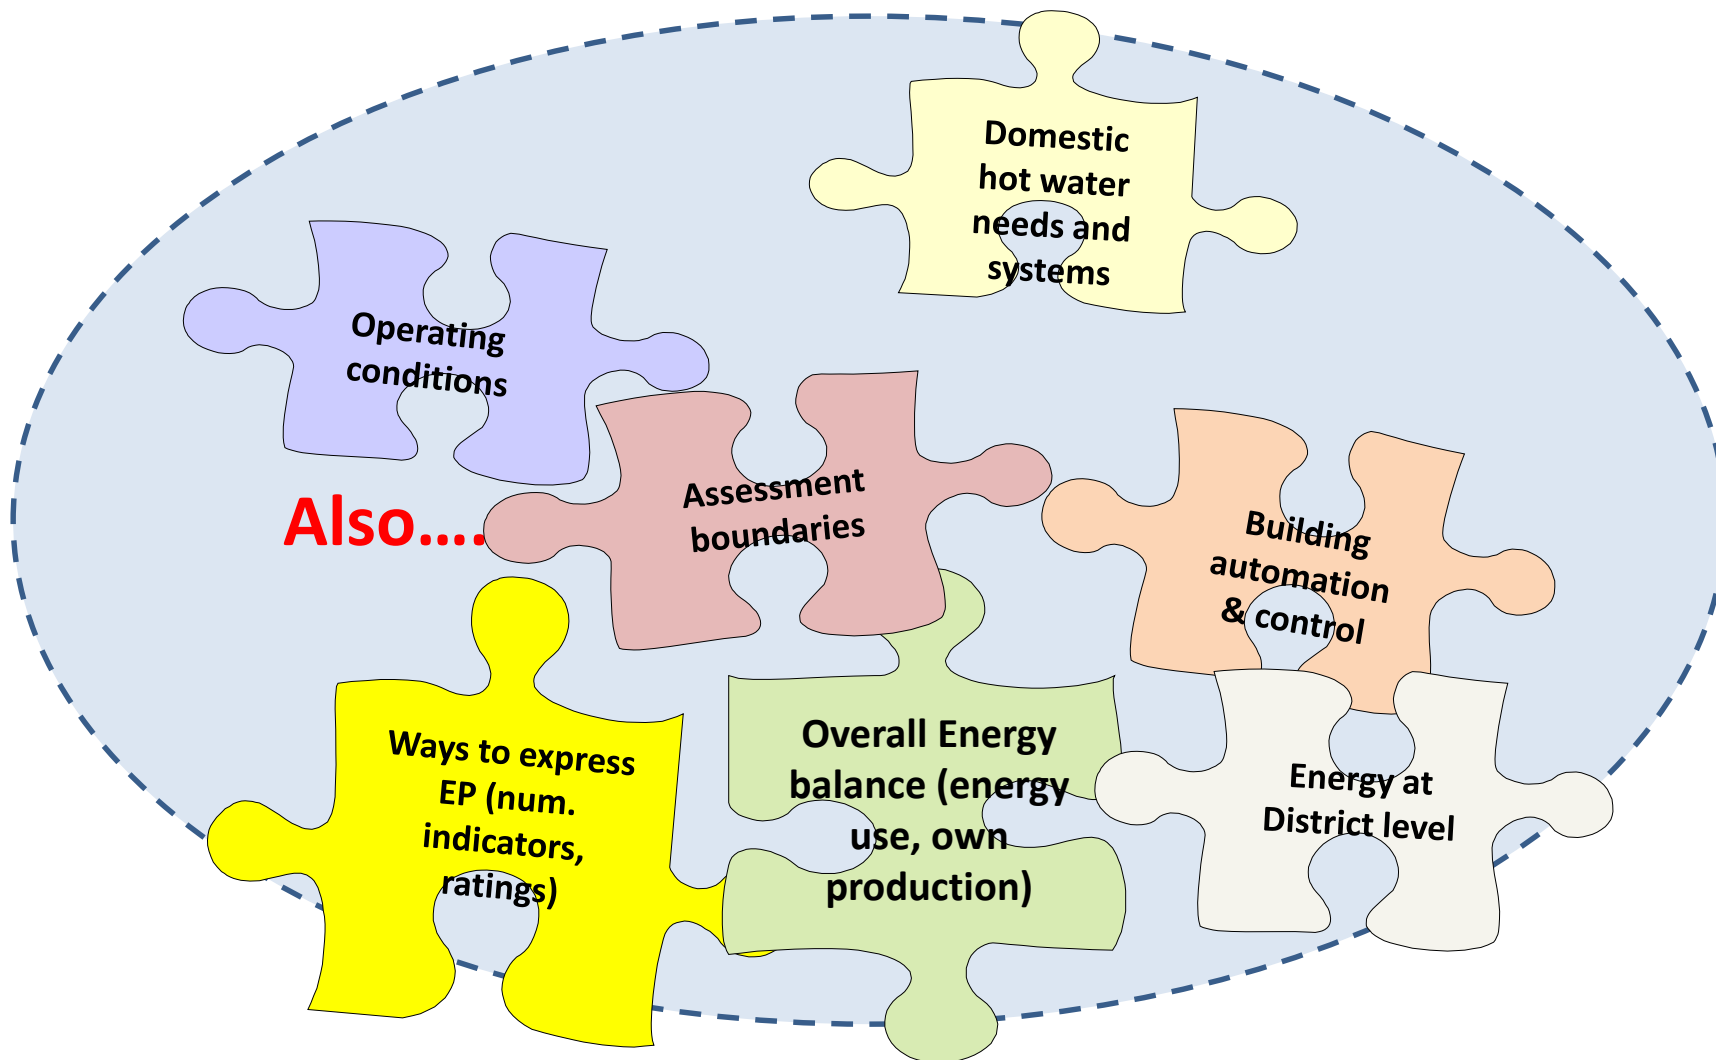 Domestic
hot water
needs and
systems
Operating
conditions
Also....
Assessment
boundaries
Building
automation
& control
Ways to express
EP (num.
indicators,
ratings)
Overall Energy
balance (energy
use, own
production)
Energy at
District level